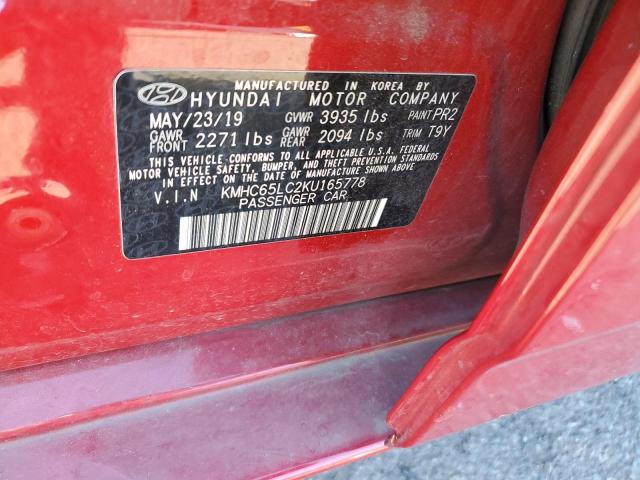 MANUFACTURED IN KOREA BY
HYUNDAI MOTOR COMPANY
MAY/23/19 GVWR 3935 lbs PAINT PR2
GAWR FRONT 2271 lbs GAWR REAR 2094 lbs TRIM T9Y
THIS VEHICLE CONFORMS TO ALL APPLICABLE U.S.A. FEDERAL
MOTOR VEHICLE SAFETY, BUMPER, AND THEFT PREVENTION STANDARDS
IN EFFECT ON THE DATE OF MANUFACTURE SHOWN ABOVE.
V.I.N KMHC65LC2KU165778
PASSENGER CAR